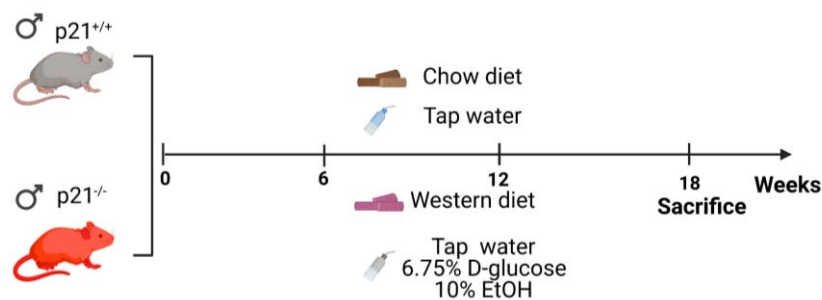 ♂ p21+/+
Chow diet
Tap water
0 6 12 18 Weeks
Sacrifice
♂ p21-/-
Western diet
Tap water
6.75% D-glucose
10% EtOH